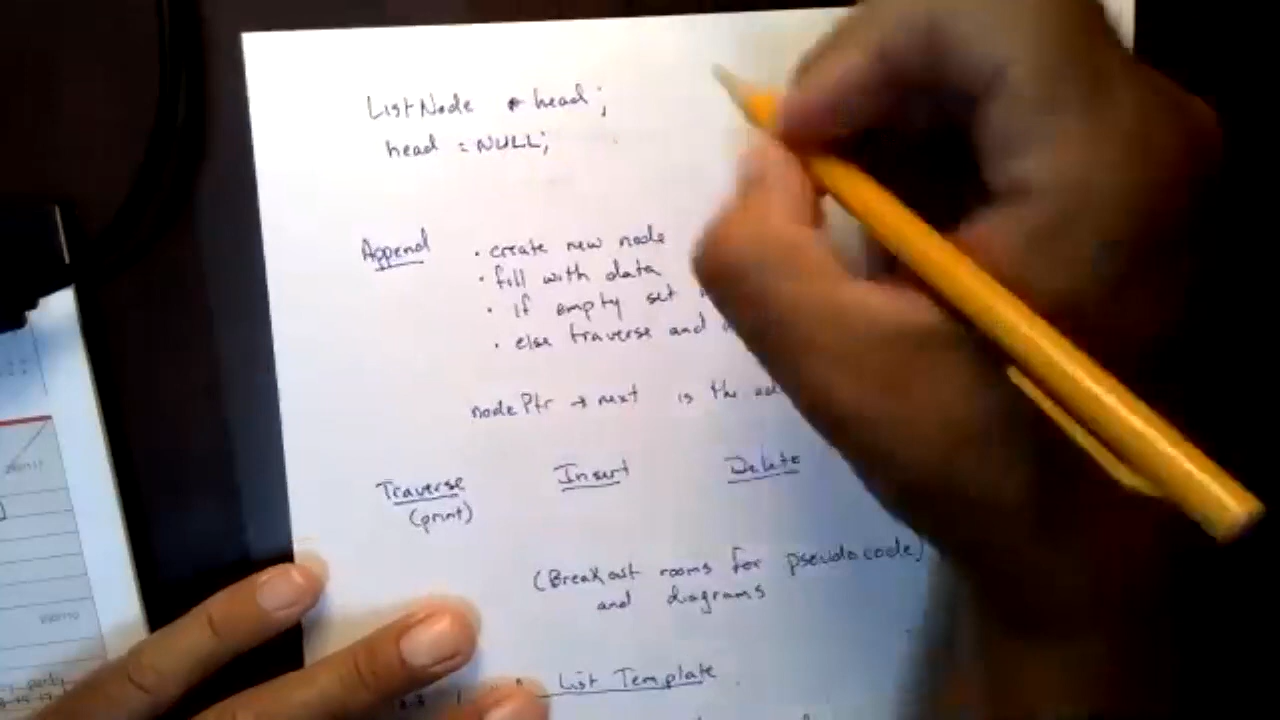 ListNode * head;
head = NULL;
Append
. create new node
. fill with data
. if empty set
. else traverse and
nodePtr → next is the
Traverse Insert Delete
(print)
(Breakout rooms for pseudocode)
and diagrams
List Template